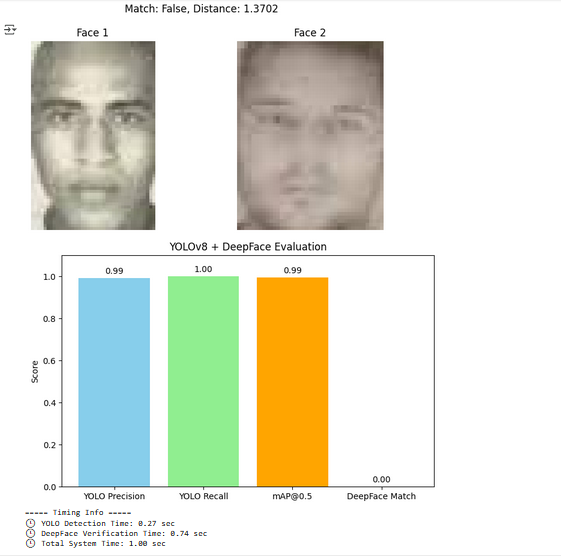 Match: False, Distance: 1.3702
Face 1
Face 2
YOLOv8 + DeepFace Evaluation
0.99
1.00
0.99
0.00
1.0
0.8
0.6
0.4
0.2
0.0
Score
YOLO Precision
YOLO Recall
mAP@0.5
DeepFace Match
----- Timing Info -----
YOLO Detection Time: 0.27 sec
DeepFace Verification Time: 0.74 sec
Total System Time: 1.00 sec